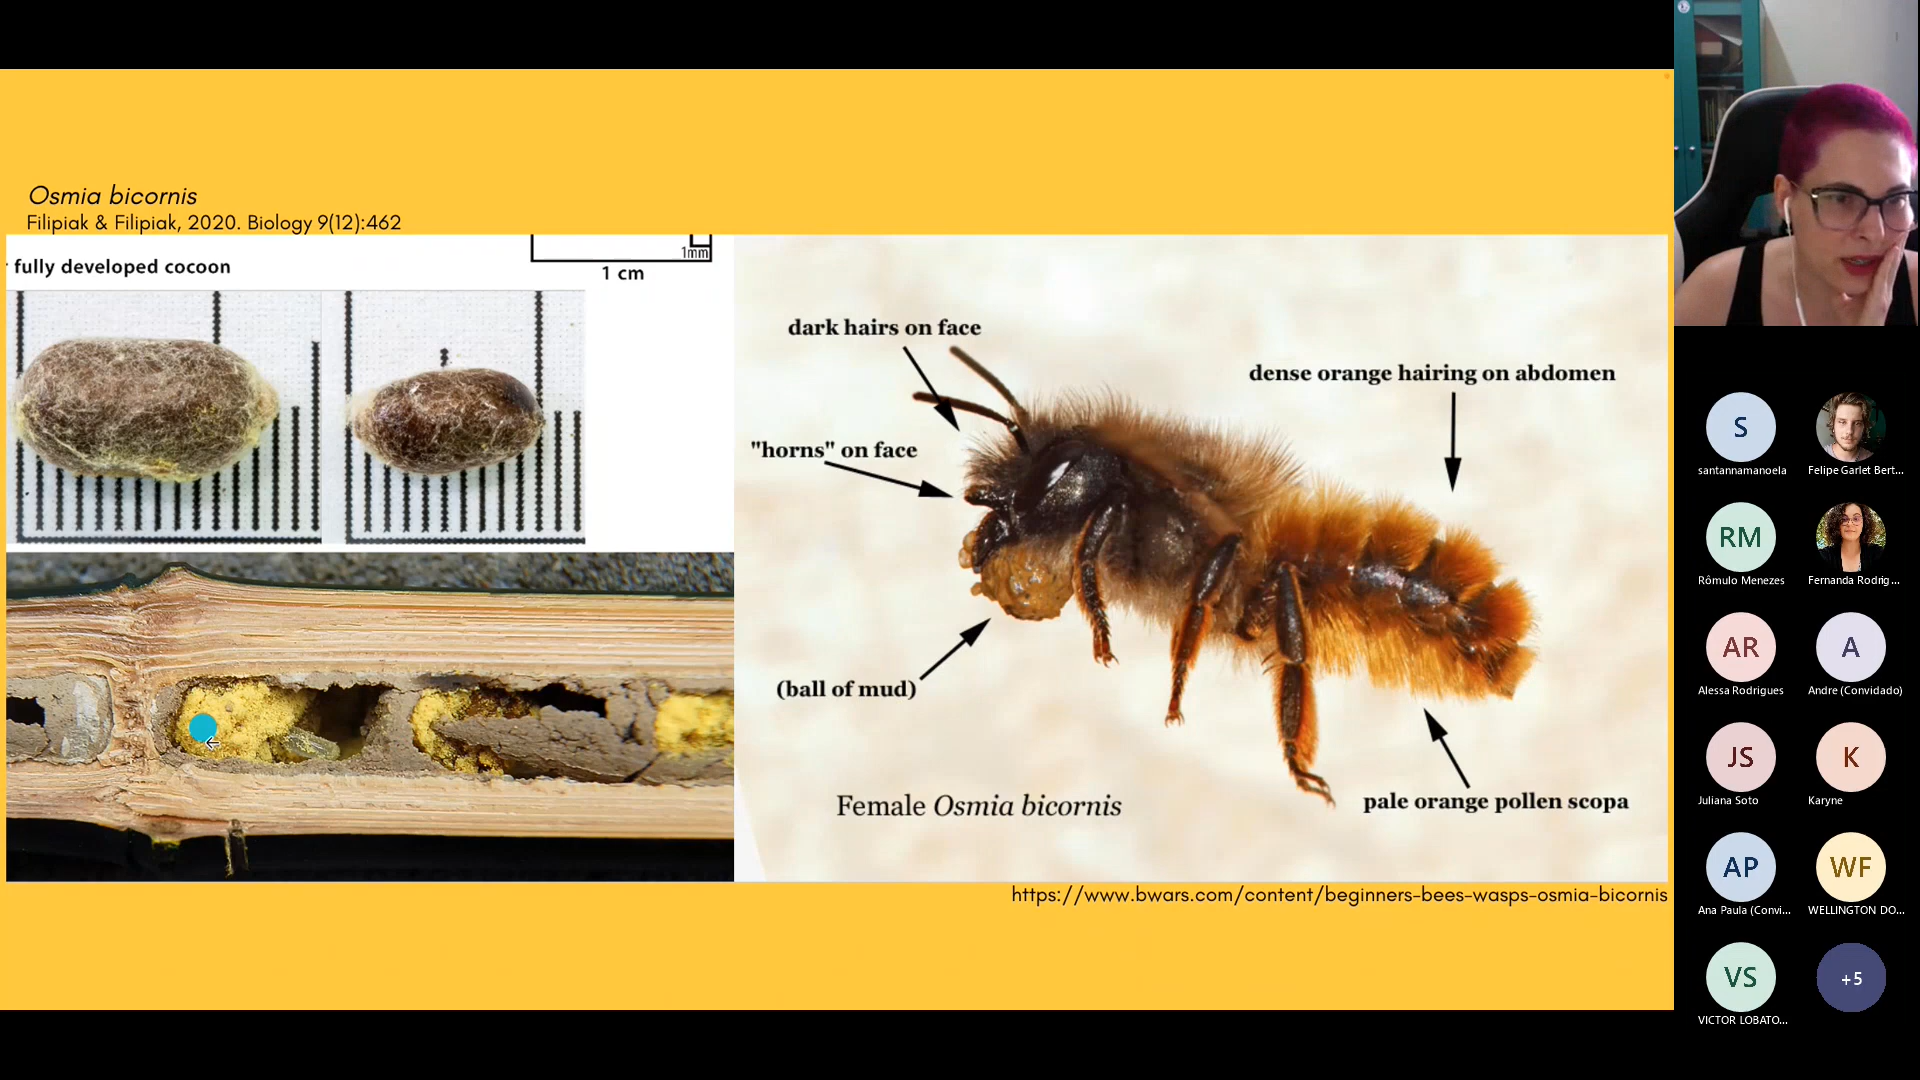 Osmia bicornis
Filipiak & Filipiak, 2020. Biology 9(12):462
fully developed cocoon
1mm
1 cm
dark hairs on face
"horns" on face
dense orange hairing on abdomen
(ball of mud)
pale orange pollen scopa
Female Osmia bicornis
https://www.bwars.com/content/beginners-bees-wasps-osmia-bicornis
S
santannamanoela
Felipe Garlet Bert...
RM
Rômulo Menezes
Fernanda Rodrig...
AR
Alessa Rodrigues
A
Andre (Convidado)
JS
Juliana Soto
K
Karyne
AP
Ana Paula (Convi...
WF
WELLINGTON DO...
VS
VICTOR LOBATO...
+5